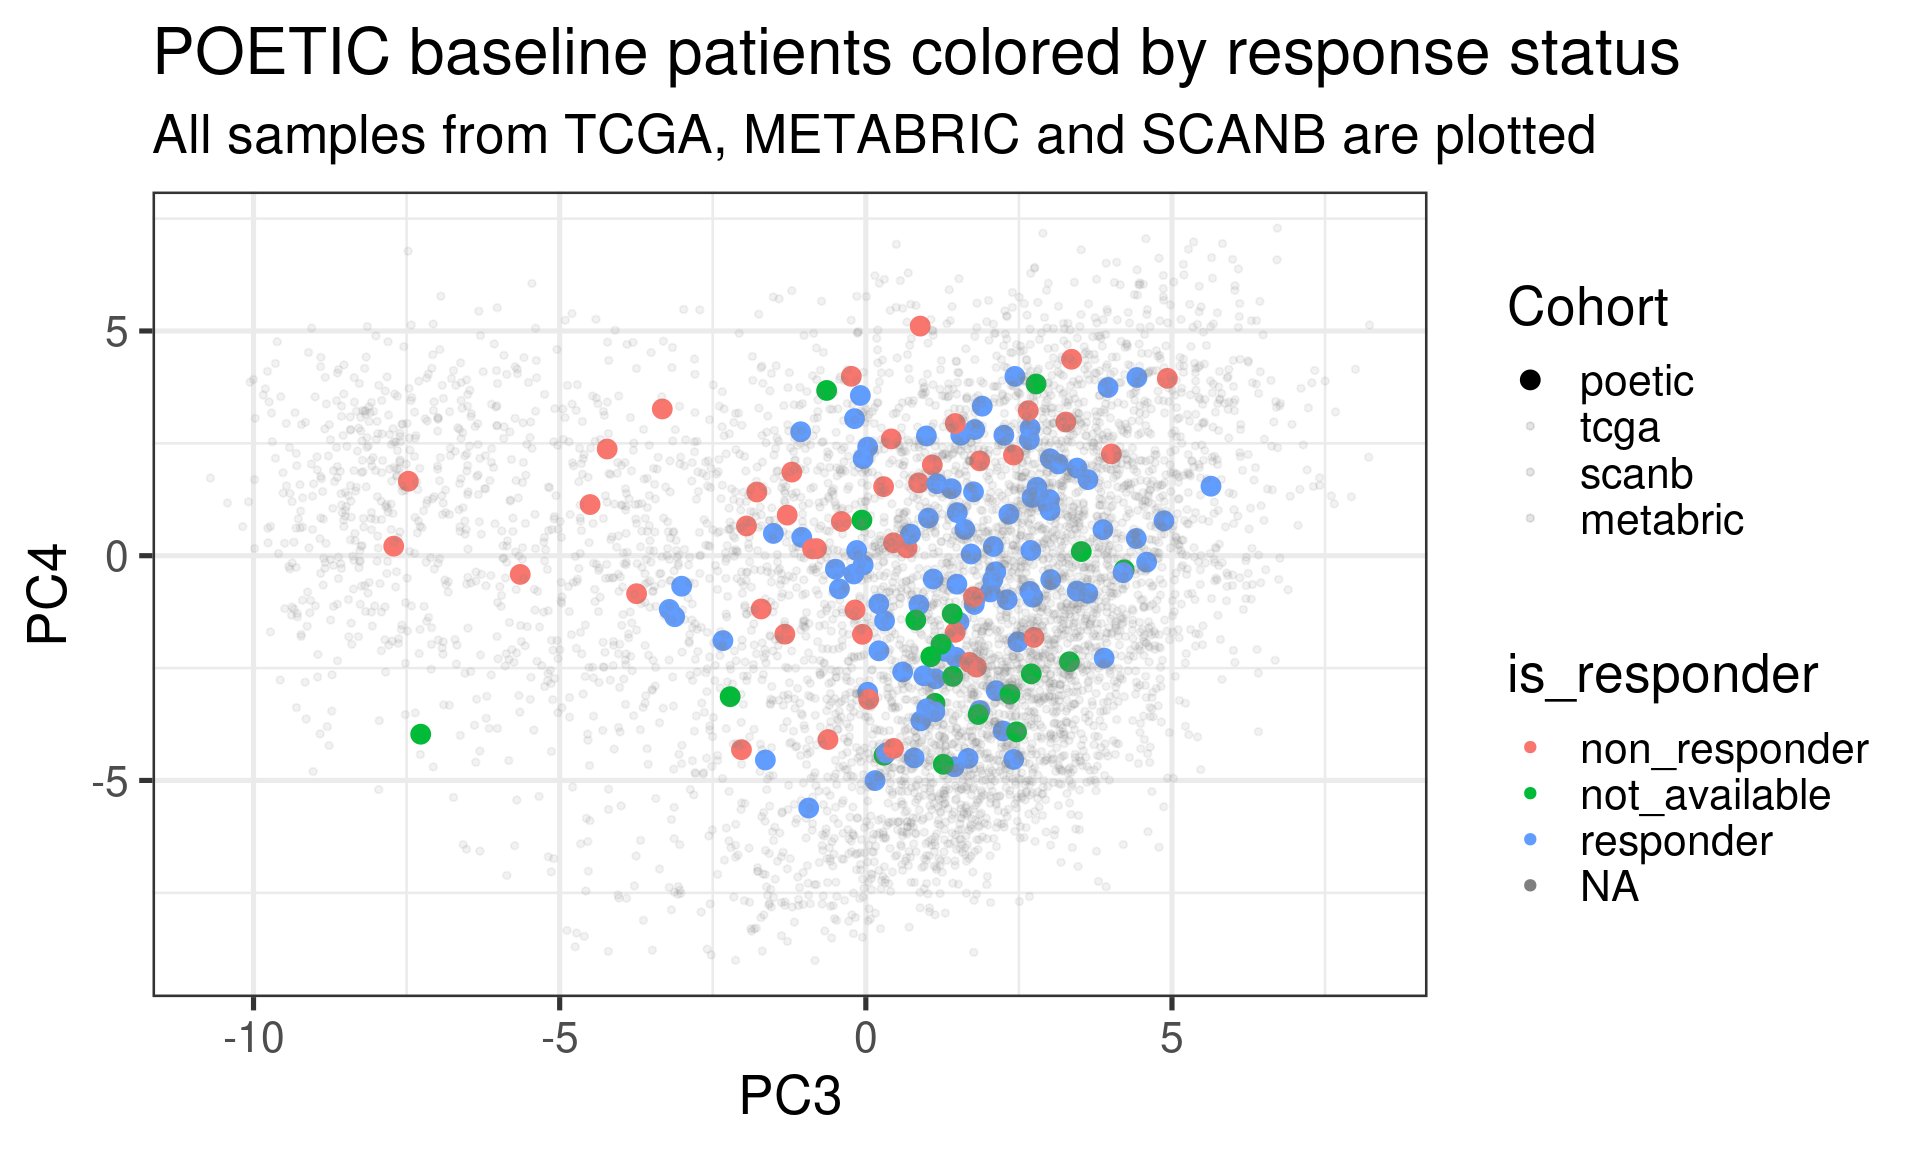 POETIC baseline patients colored by response status
All samples from TCGA, METABRIC and SCANB are plotted
PC4
5
0
-5
-10
-5
0
5
PC3
Cohort
poetic
tcga
scanb
metabric
is_responder
non_responder
not_available
responder
NA